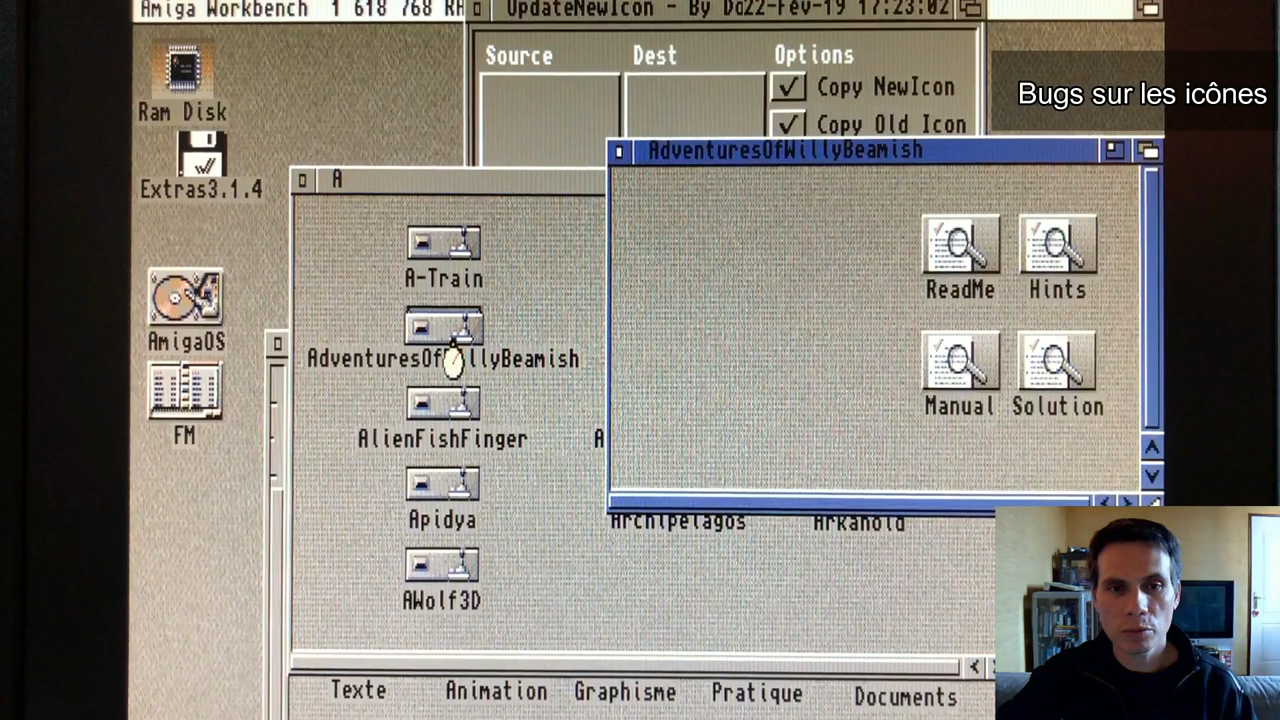 Amiga Workbench 1 618 768
UpdateNewIcon - By Do22-Fev-19 17:23:02
Source Dest Options
Copy NewIcon
Copy Old Icon
Bugs sur les icônes
Ram Disk
Extras3.1.4
AmigaOS
FM
A
A-Train
AdventuresOfWillyBeamish
AlienFishFinger
Apidya
AWolf3D
AdventuresOfWillyBeamish
ReadMe Hints
Manual Solution
Archipelagos Arkanoid
Texte Animation Graphisme Pratique Documents